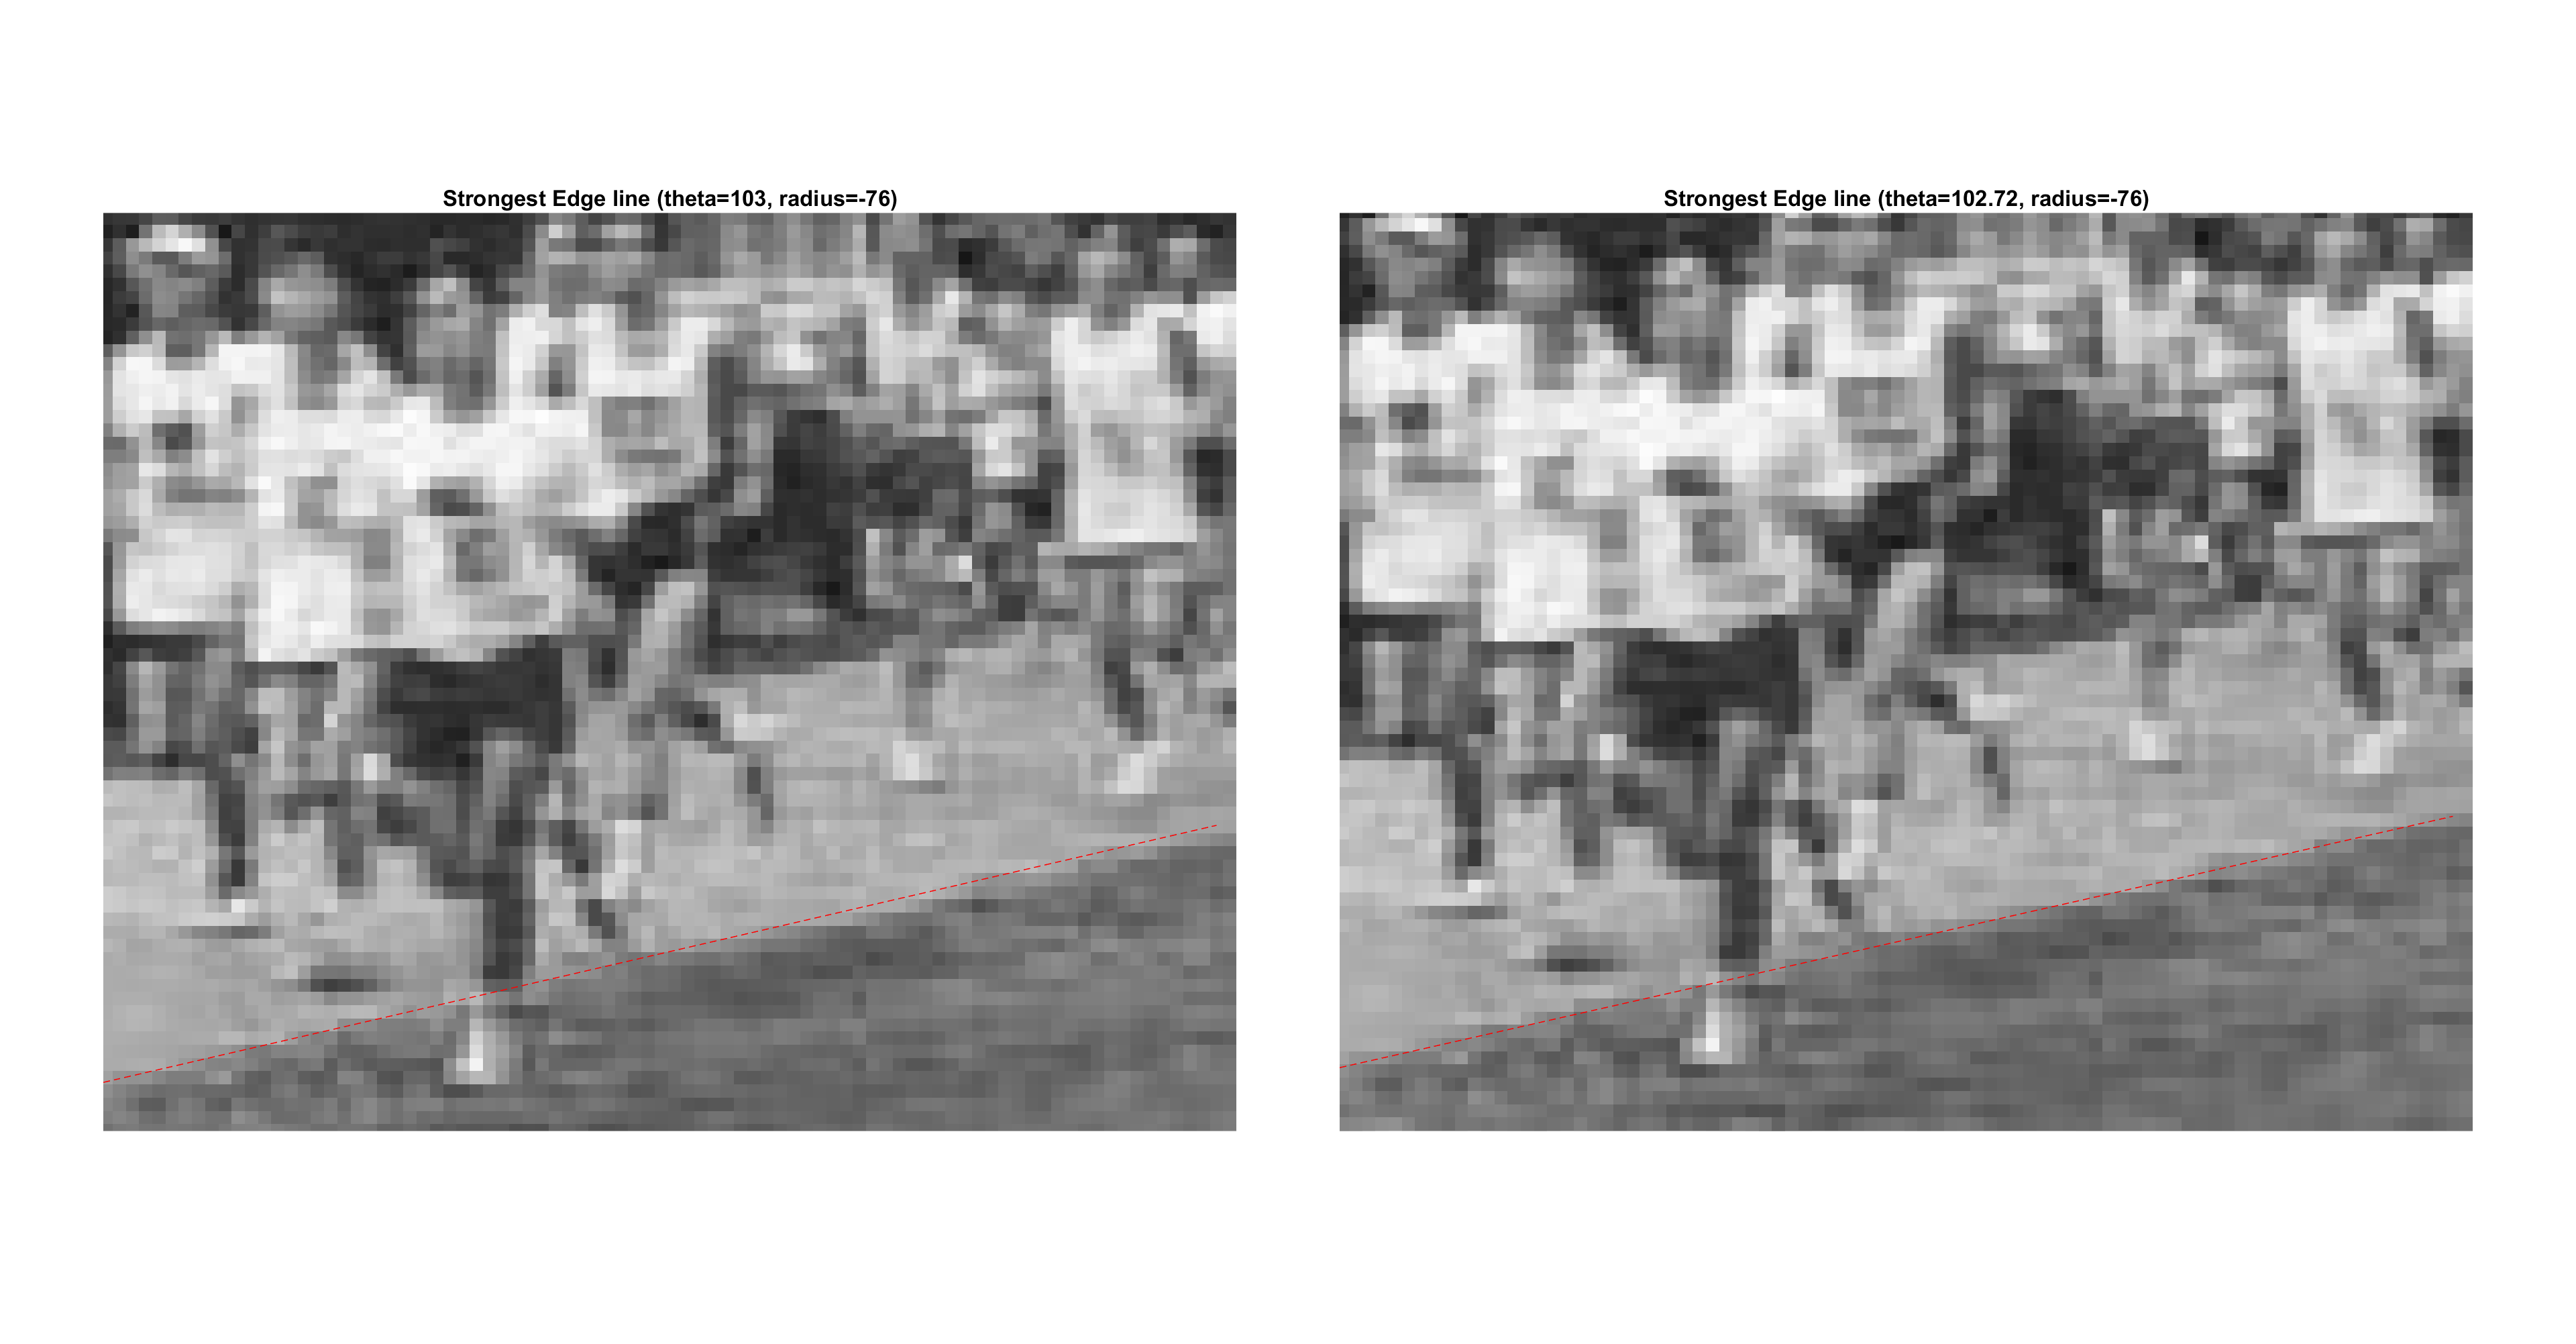 Strongest Edge line (theta=103, radius=-76)
Strongest Edge line (theta=102.72, radius=-76)